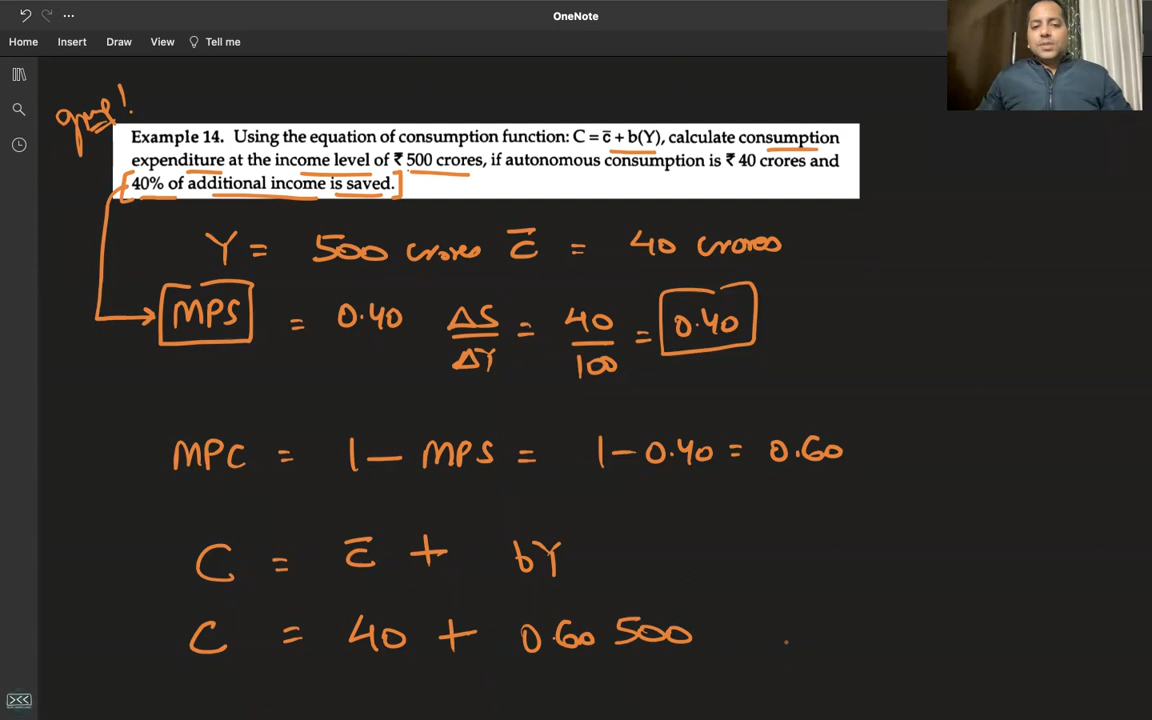 OneNote
Home Insert Draw View Tell me
Example 14. Using the equation of consumption function: C = c̄ + b(Y), calculate consumption
expenditure at the income level of ₹ 500 crores, if autonomous consumption is ₹ 40 crores and
40% of additional income is saved.
Y = 500 crores c̄ = 40 crores
MPS = 0.40 ΔS/ΔY = 40/100 = 0.40
MPC = 1 — MPS = 1 - 0.40 = 0.60
C = c̄ + bY
C = 40 + 0.60 500